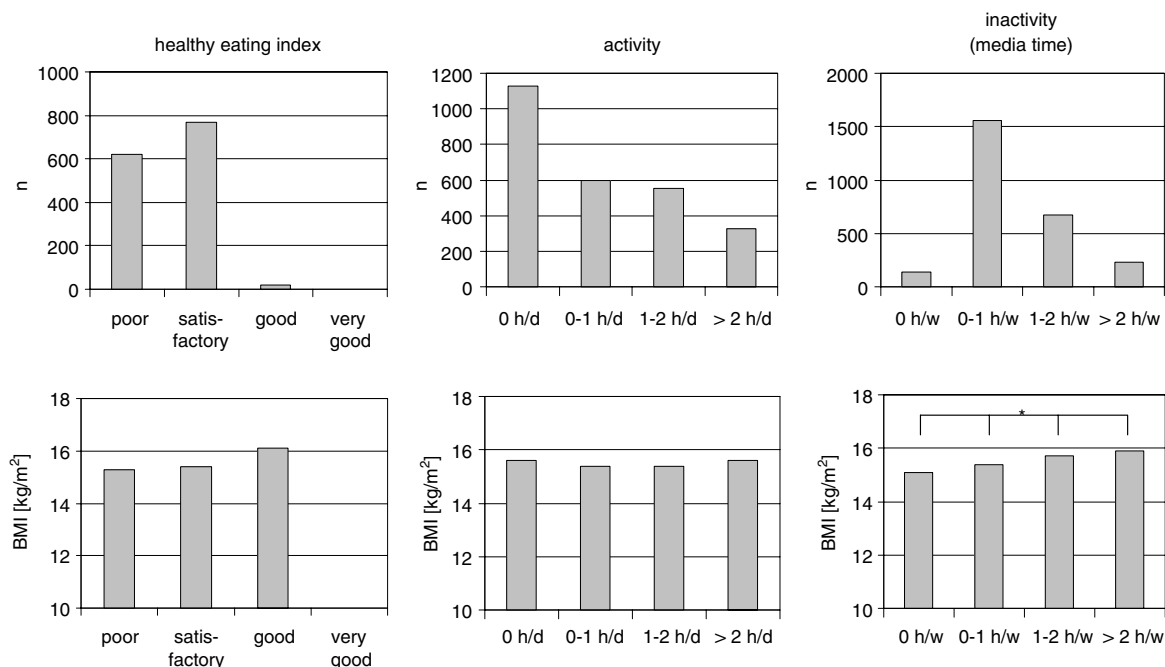 healthy eating index
1000
800
600
400
200
0
n
poor
satis-
factory
good
very
good
activity
1200
1000
800
600
400
200
0
n
0 h/d
0-1 h/d
1-2 h/d
> 2 h/d
inactivity
(media time)
2000
1500
1000
500
0
n
0 h/w
0-1 h/w
1-2 h/w
> 2 h/w
18
16
14
12
10
BMI [kg/m²]
poor
satis-
factory
good
very
good
18
16
14
12
10
BMI [kg/m²]
0 h/d
0-1 h/d
1-2 h/d
> 2 h/d
18
16
14
12
10
BMI [kg/m²]
*
0 h/w
0-1 h/w
1-2 h/w
> 2 h/w